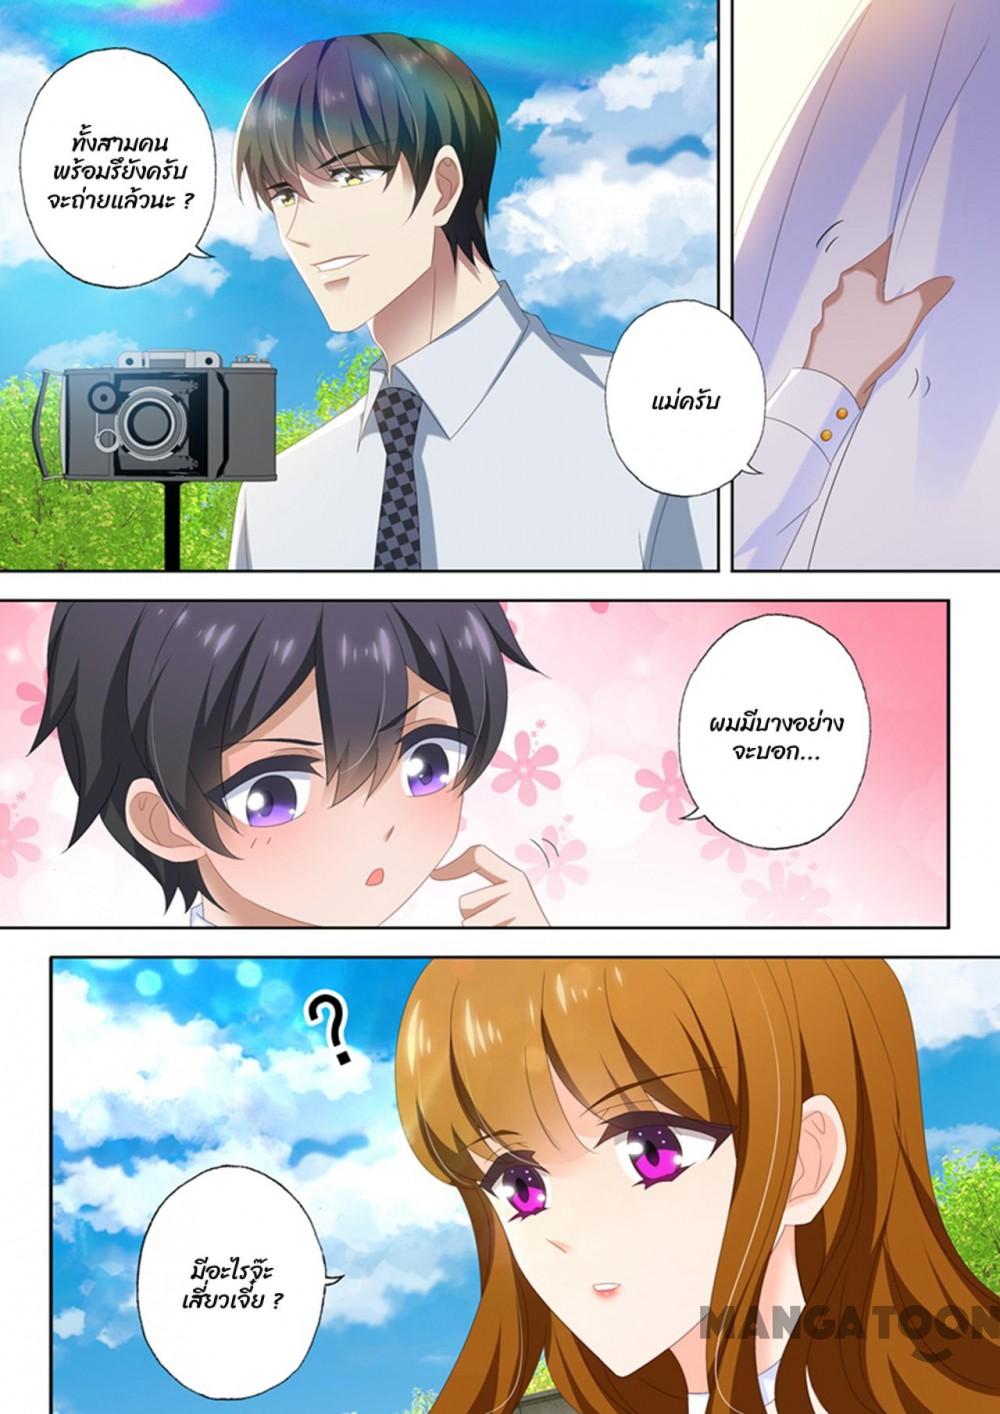 ทั้งสามคน
พร้อมรึยังครับ
จะถ่ายแล้วนะ ?
แม่ครับ
ผมมีบางอย่าง
จะบอก...
?
มีอะไรจ๊ะ
เสี่ยวเจี๋ย ?
MANGATOON